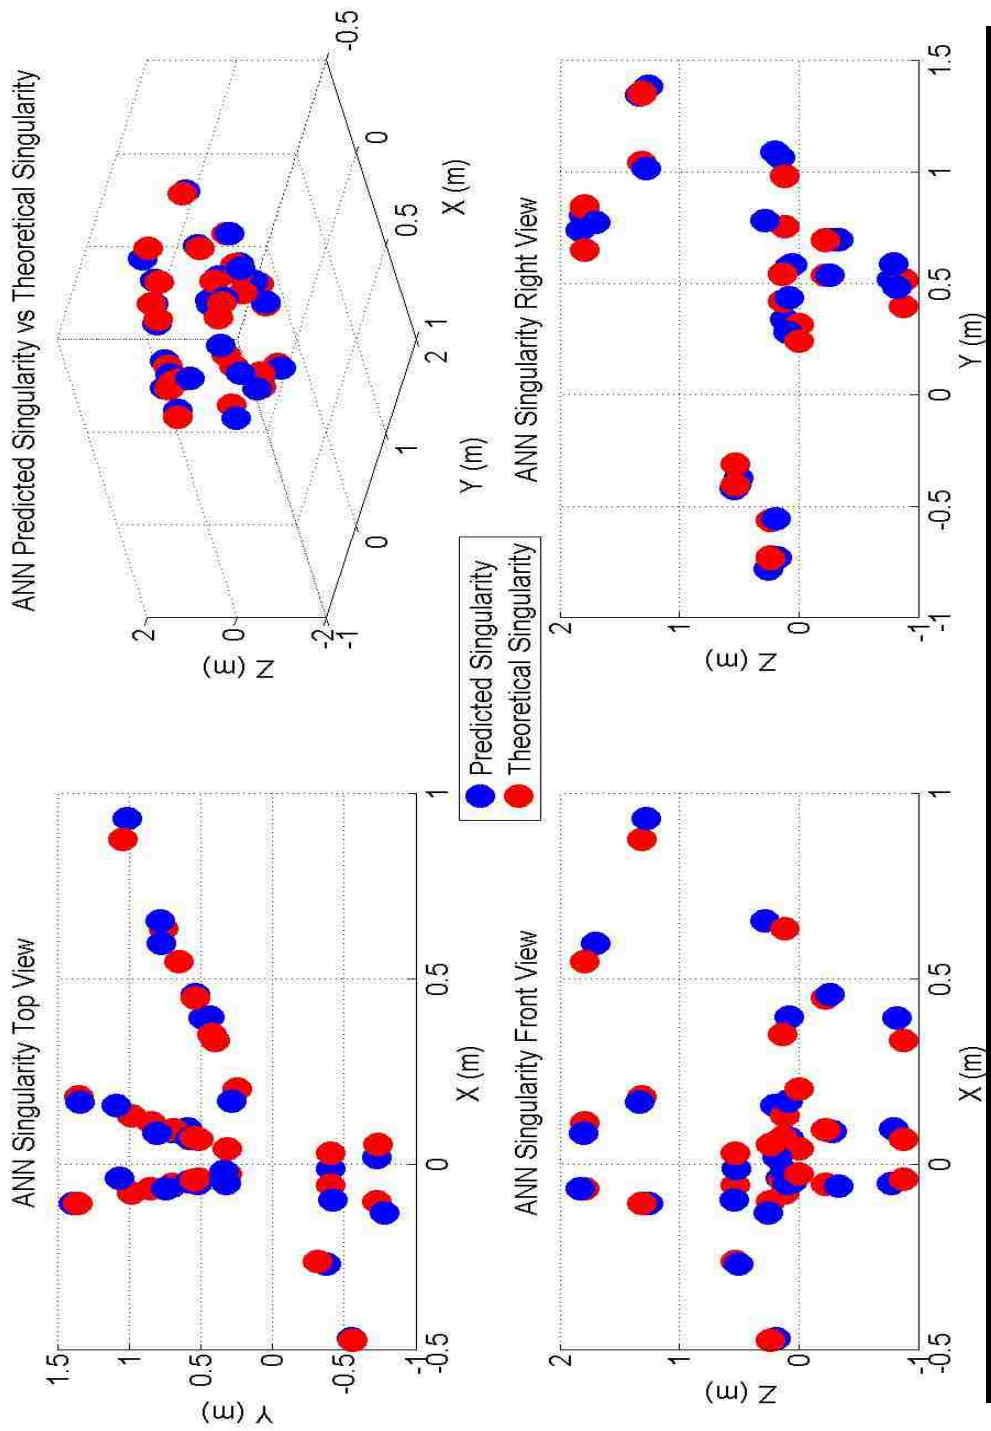 ANN Singularity Top View
Y (m)
1.5
1
0.5
0
-0.5
-0.5
0
0.5
1
X (m)
ANN Predicted Singularity vs Theoretical Singularity
Z (m)
2
0
-2
-1
0
1
2
Y (m)
1
0.5
0
-0.5
X (m)
Predicted Singularity
Theoretical Singularity
ANN Singularity Front View
Z (m)
2
1
0
-1
-0.5
0
0.5
1
X (m)
ANN Singularity Right View
Z (m)
2
1
0
-1
-1
-0.5
0
0.5
1
1.5
Y (m)